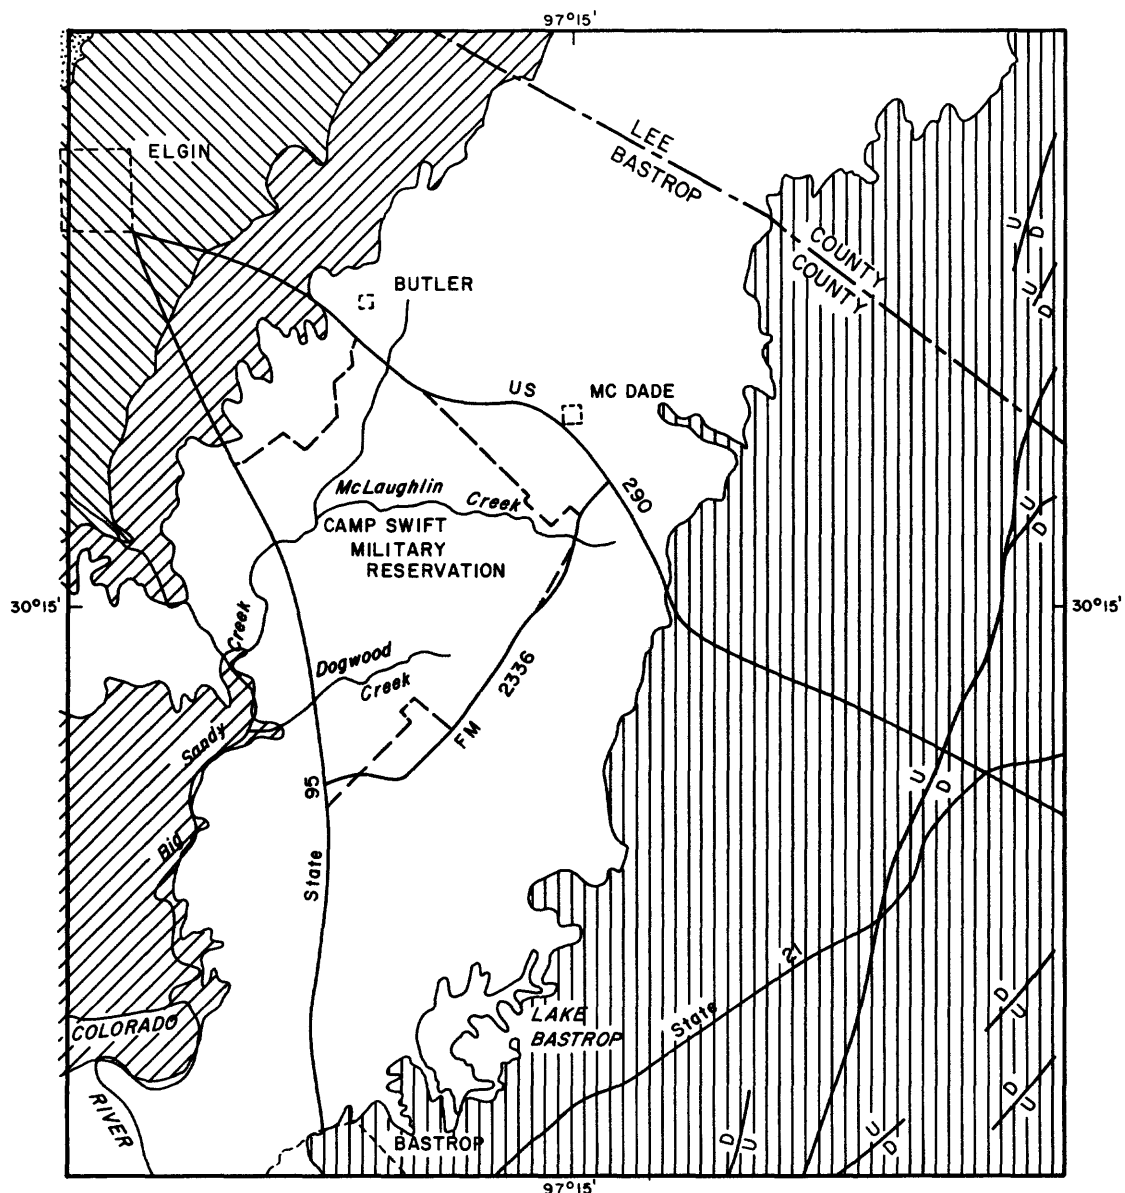 97°15'
LEE
BASTROP
ELGIN
U
D
COUNTY
COUNTY
BUTLER
U
D
US
MC DADE
McLaughlin
Creek
290
CAMP SWIFT
MILITARY
RESERVATION
U
D
30°15'
30°15'
Creek
Dogwood
Creek
2336
FM
Sandy
95
U
D
Big
State
21
D
U
State
LAKE
BASTROP
COLORADO
RIVER
D
U
BASTROP
D
U
U
D
97°15'